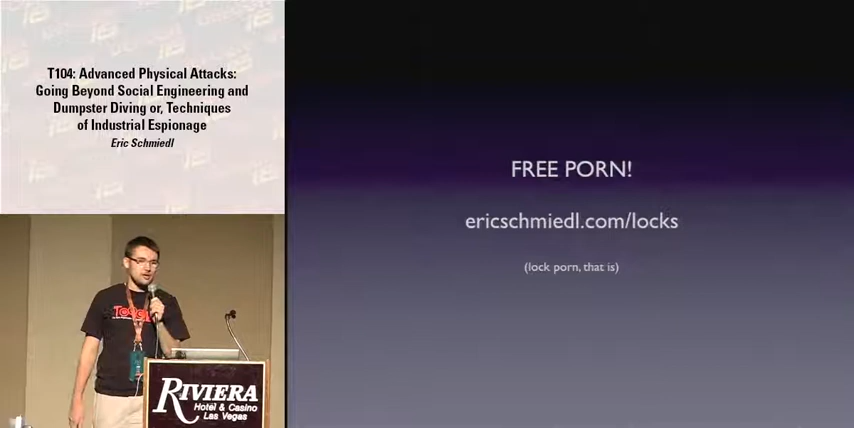 T104: Advanced Physical Attacks:
Going Beyond Social Engineering and
Dumpster Diving or, Techniques
of Industrial Espionage
Eric Schmiedl
FREE PORN!
ericschmiedl.com/locks
(lock porn, that is)
RIVIERA
Hotel & Casino
Las Vegas